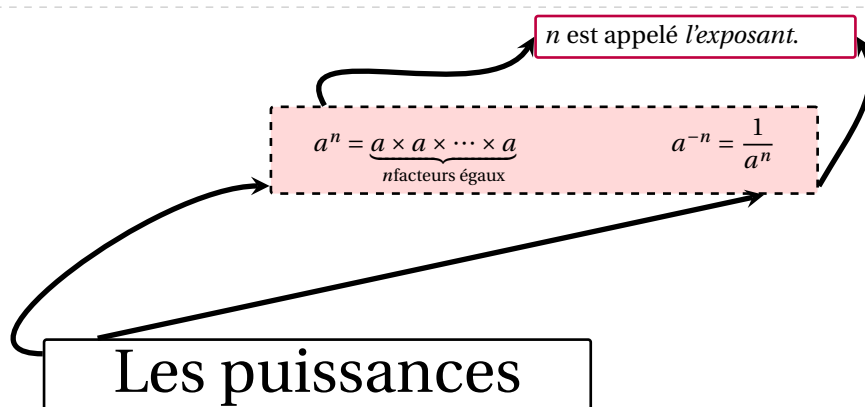 n est appelé l'exposant.
aⁿ = a × a × ⋯ × a a⁻ⁿ = 1/aⁿ
nfacteurs égaux
Les puissances